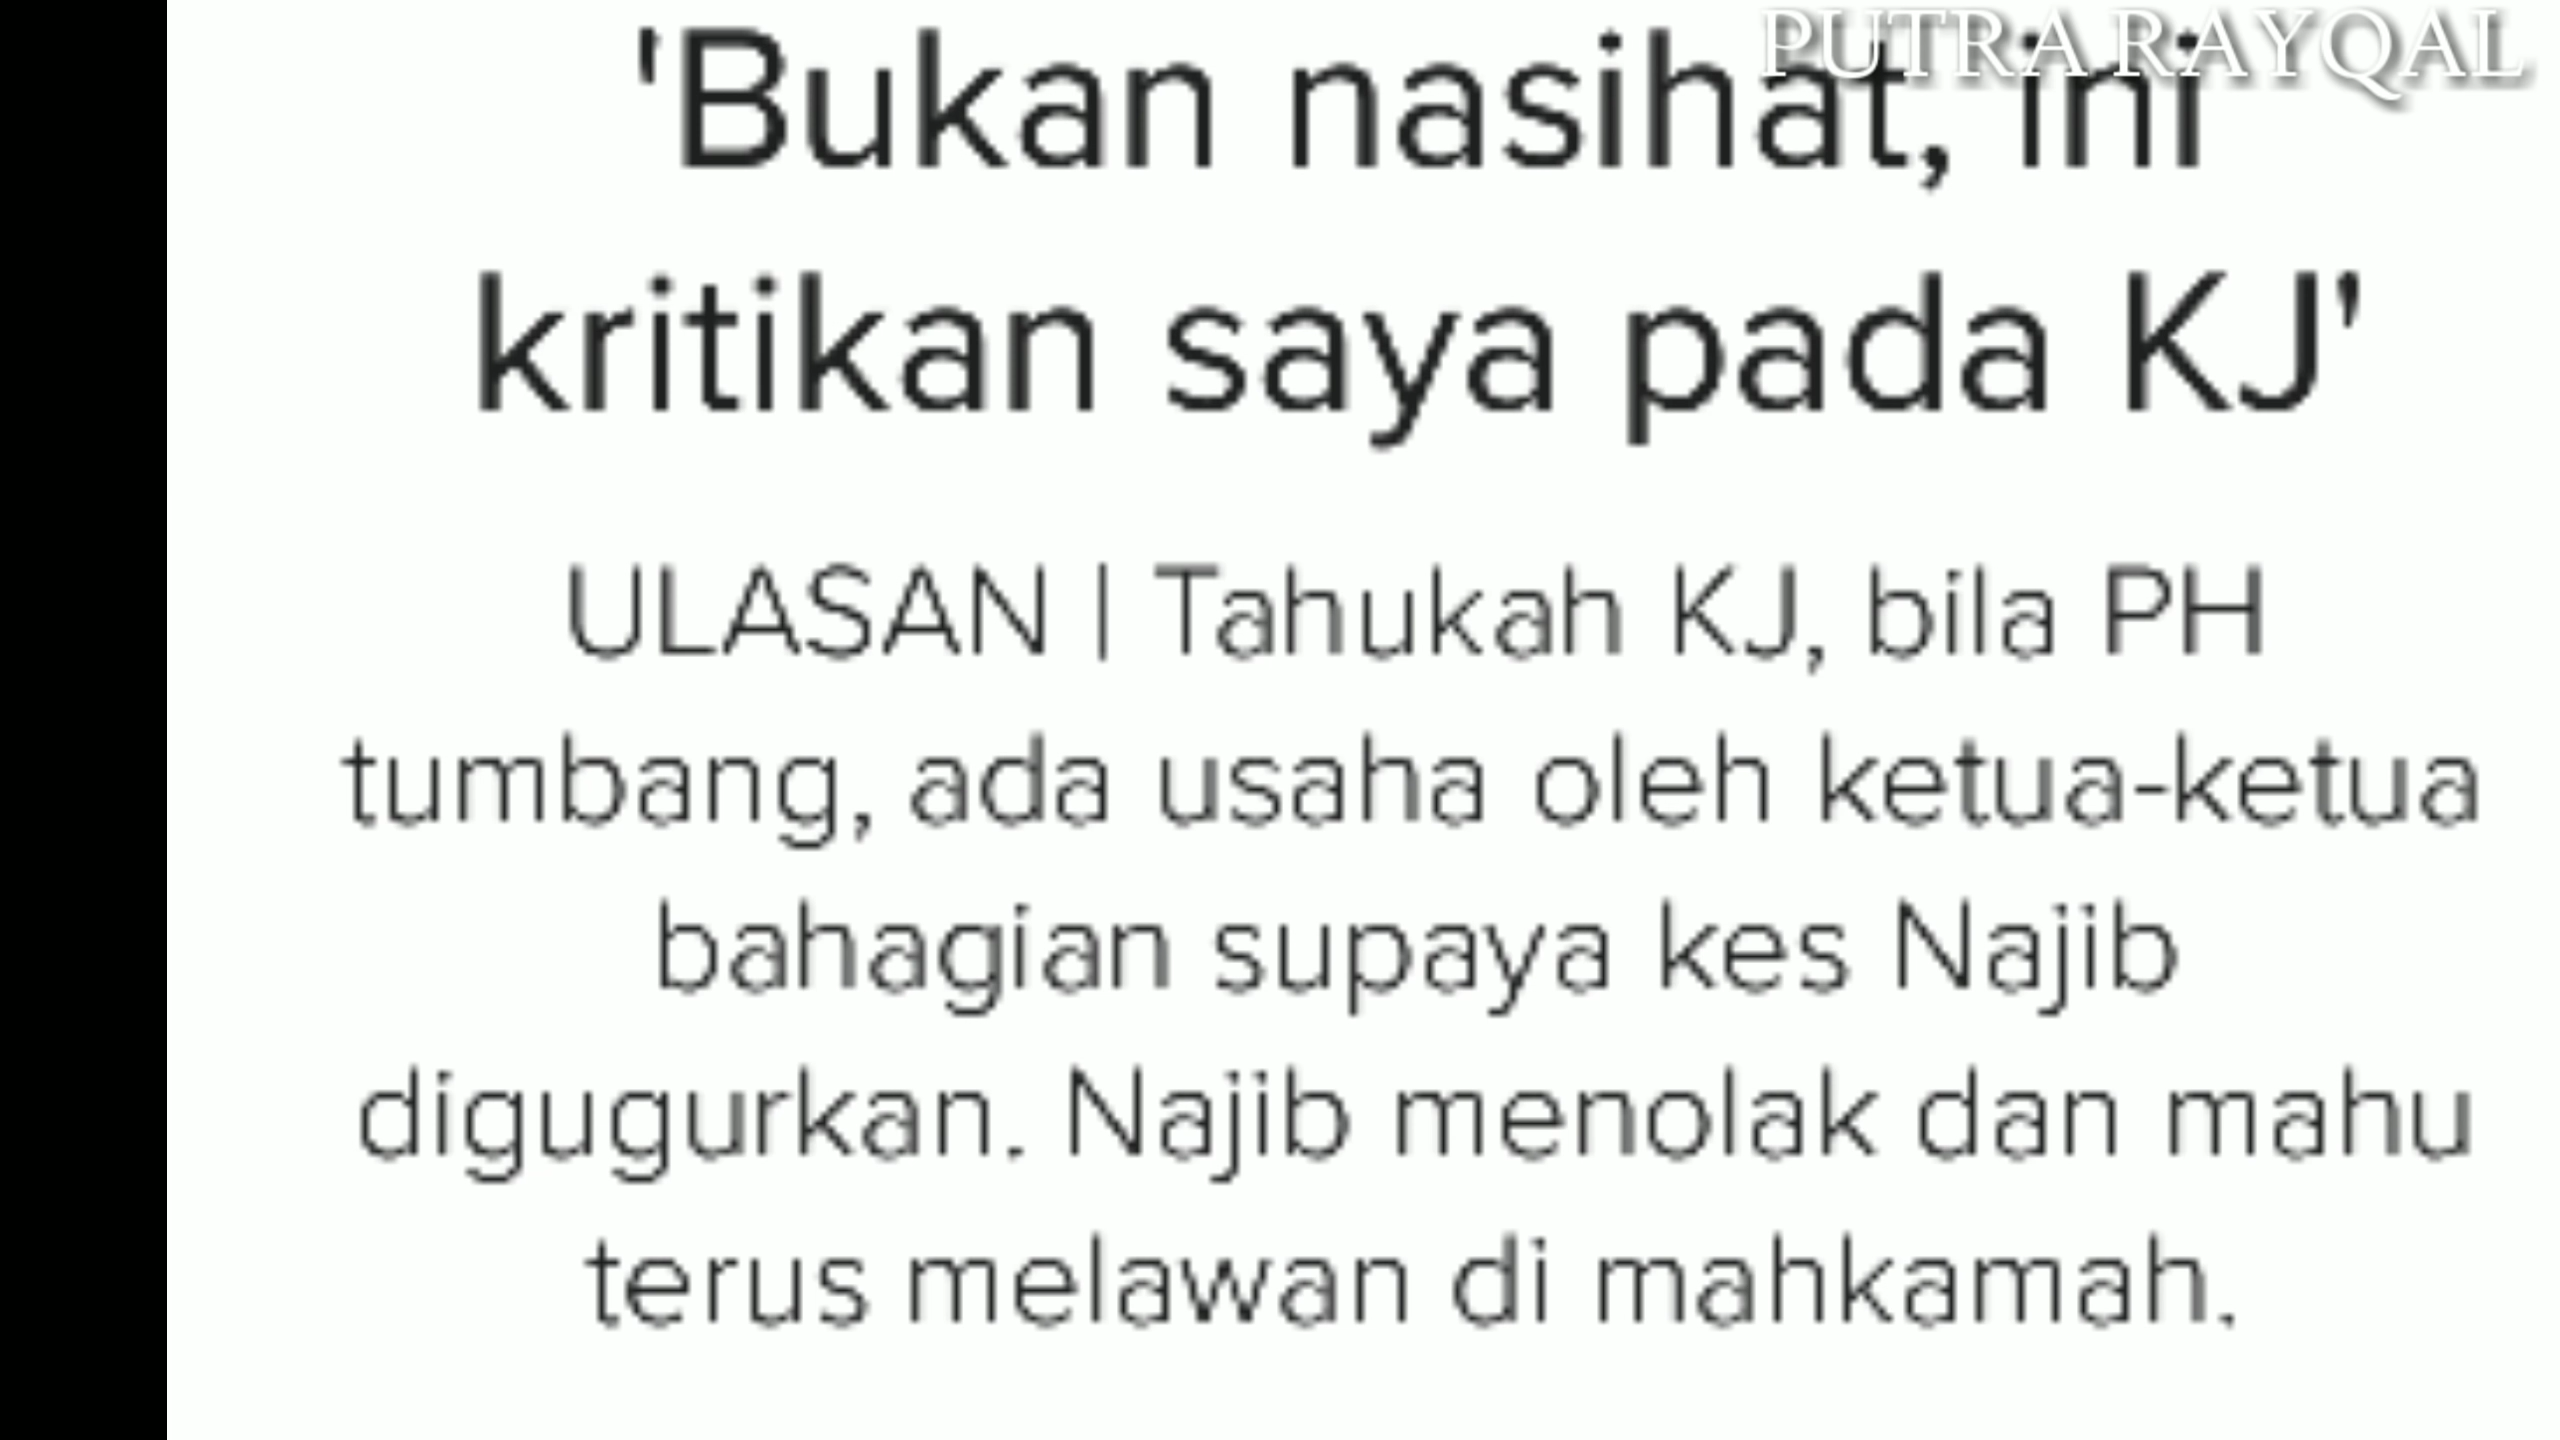 PUTRA RAYQAL
'Bukan nasihat, ini
kritikan saya pada KJ'
ULASAN | Tahukah KJ, bila PH
tumbang, ada usaha oleh ketua-ketua
bahagian supaya kes Najib
digugurkan. Najib menolak dan mahu
terus melawan di mahkamah.